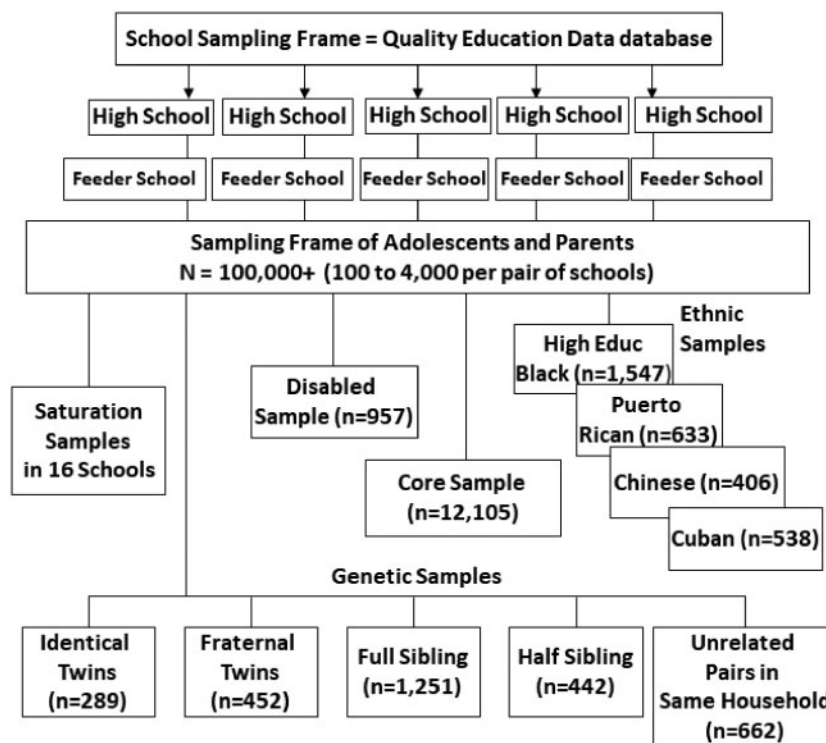 School Sampling Frame = Quality Education Data database
High School
High School
High School
High School
High School
Feeder School
Feeder School
Feeder School
Feeder School
Feeder School
Sampling Frame of Adolescents and Parents
N = 100,000+ (100 to 4,000 per pair of schools)
Ethnic
Samples
High Educ
Black (n=1,547)
Puerto
Rican (n=633)
Chinese (n=406)
Cuban (n=538)
Disabled
Sample (n=957)
Saturation
Samples
in 16 Schools
Core Sample
(n=12,105)
Genetic Samples
Identical
Twins
(n=289)
Fraternal
Twins
(n=452)
Full Sibling
(n=1,251)
Half Sibling
(n=442)
Unrelated
Pairs in
Same Household
(n=662)